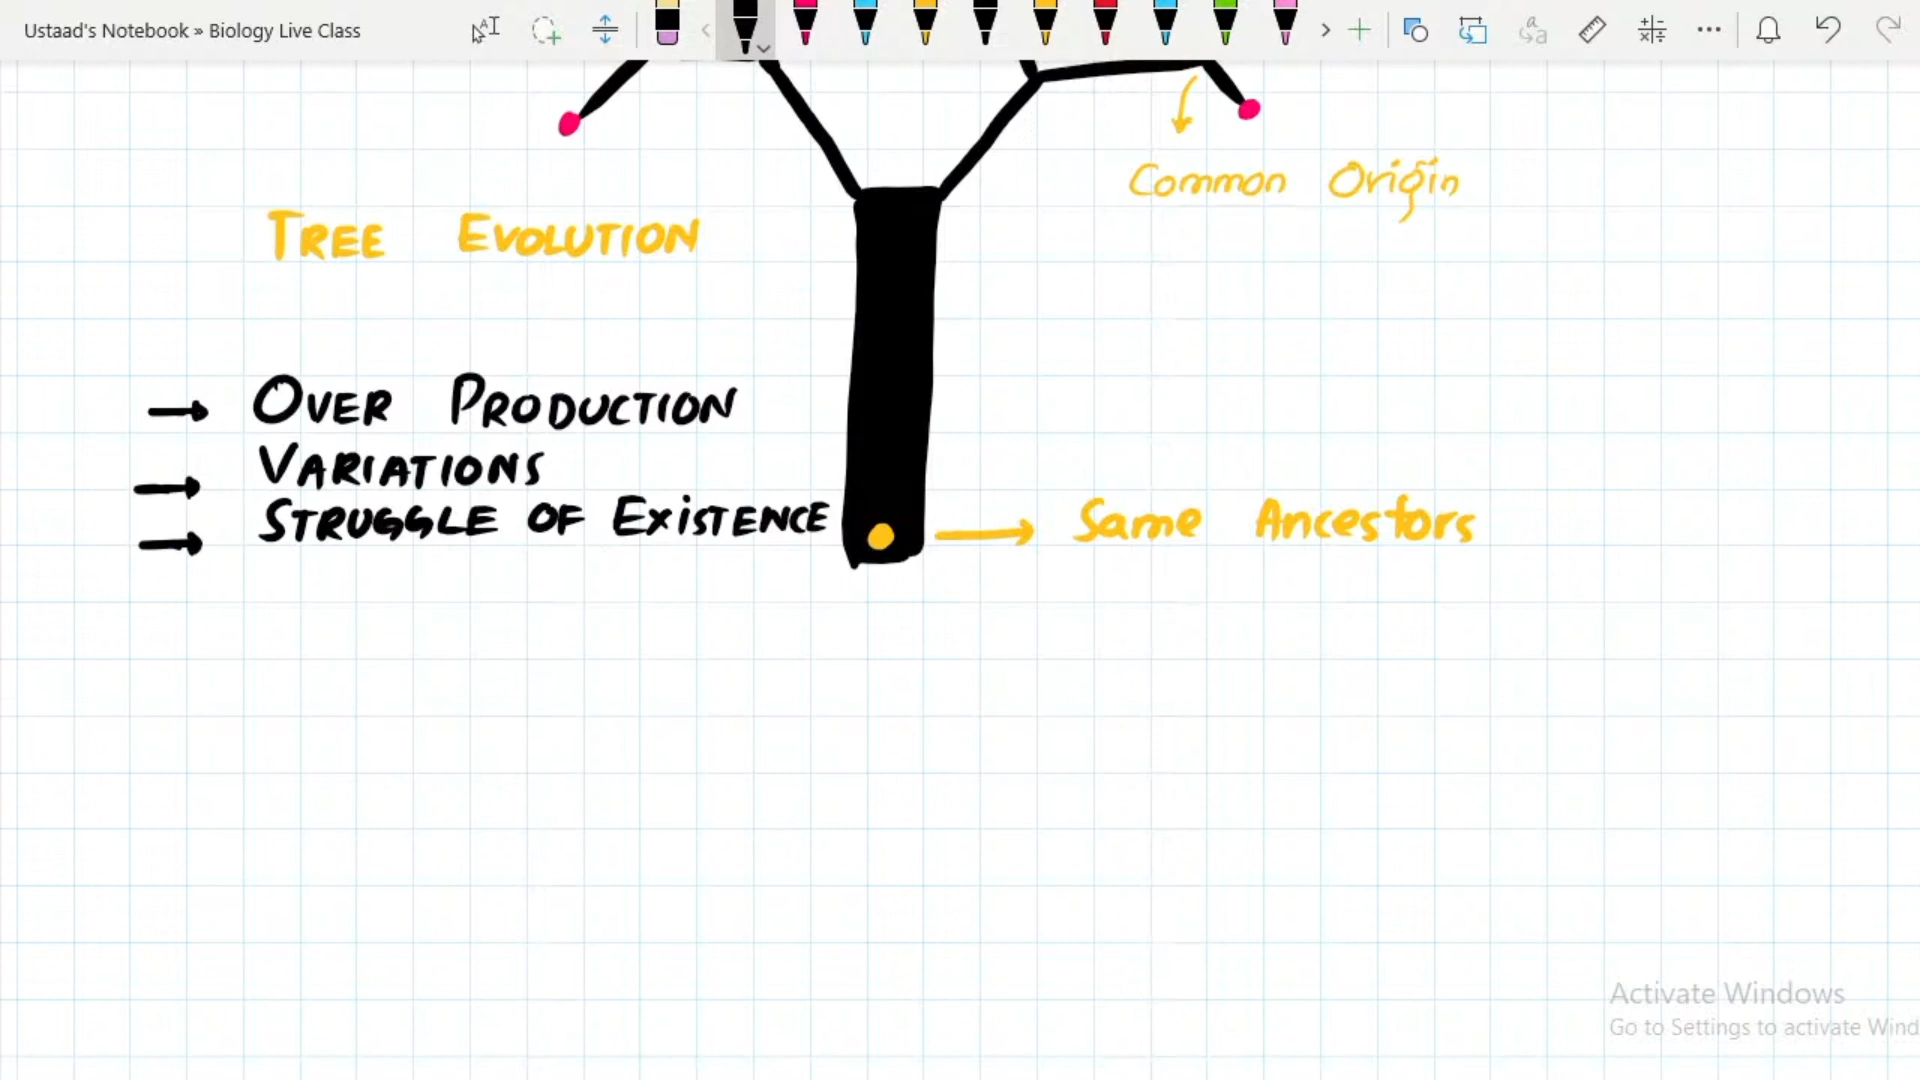 Ustaad's Notebook » Biology Live Class
Common Origin
TREE EVOLUTION
→ OVER PRODUCTION
→ VARIATIONS
→ STRUGGLE OF EXISTENCE
→ Same Ancestors
Activate Windows
Go to Settings to activate Wind